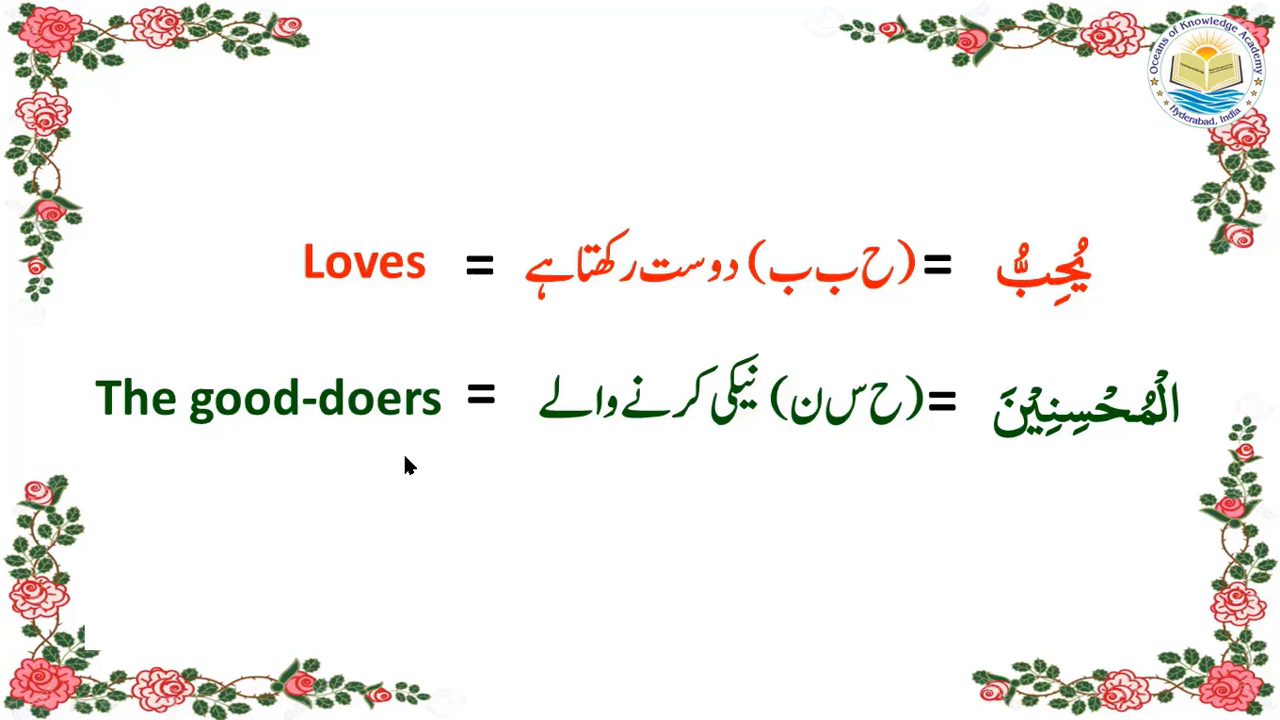 Oceans of Knowledge Academy
Hyderabad, India
يُحِبُّ = (ح ب ب) دوست رکھتا ہے = Loves
الْمُحْسِنِيْنَ = (ح س ن) نیکی کرنے والے = The good-doers